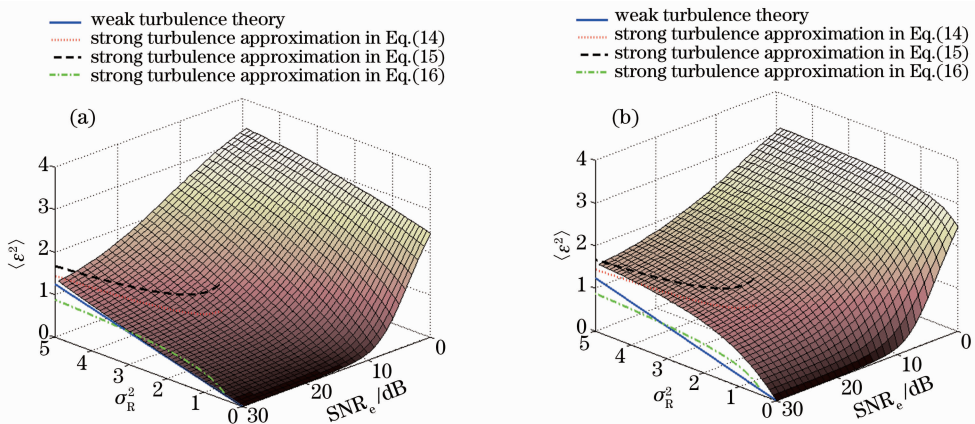 weak turbulence theory
strong turbulence approximation in Eq.(14)
strong turbulence approximation in Eq.(15)
strong turbulence approximation in Eq.(16)
(a)
4
3
2
1
0
⟨ε²⟩
5
4
3
2
1
0
σ_R²
30
20
10
0
SNR_e/dB
weak turbulence theory
strong turbulence approximation in Eq.(14)
strong turbulence approximation in Eq.(15)
strong turbulence approximation in Eq.(16)
(b)
4
3
2
1
0
⟨ε²⟩
5
4
3
2
1
0
σ_R²
30
20
10
0
SNR_e/dB